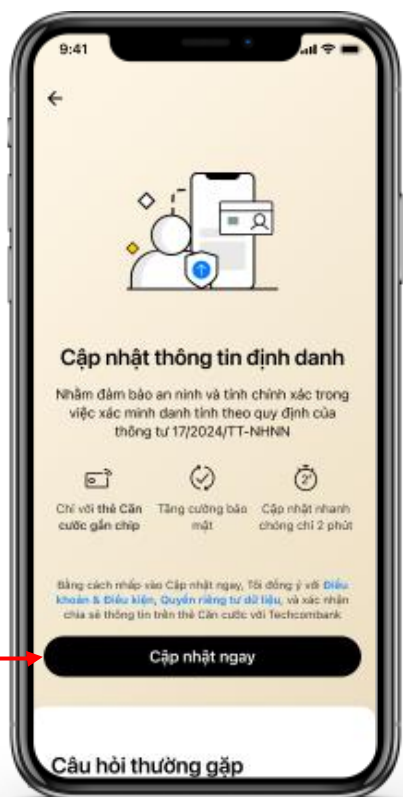 9:41
Cập nhật thông tin định danh
Nhằm đảm bảo an ninh và tính chính xác trong
việc xác minh danh tính theo quy định của
thông tư 17/2024/TT-NHNN
Chỉ với thẻ Căn
cước gắn chip
Tăng cường bảo
mật
2'
Cập nhật nhanh
chóng chỉ 2 phút
Bằng cách nhấp vào Cập nhật ngay, Tôi đồng ý với Điều
khoản & Điều kiện, Quyền riêng tư dữ liệu, và xác nhận
chia sẻ thông tin trên thẻ Căn cước với Techcombank
Cập nhật ngay
Câu hỏi thường gặp